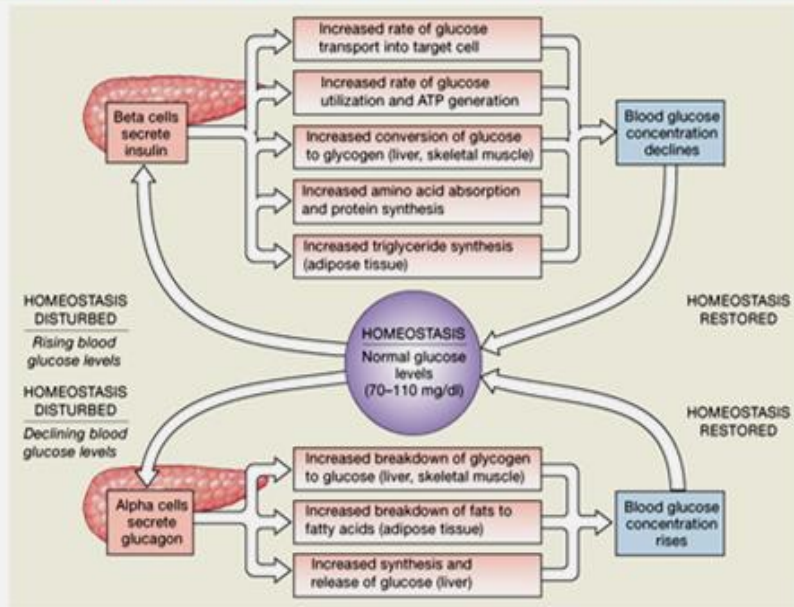 Increased rate of glucose
transport into target cell
Increased rate of glucose
utilization and ATP generation
Beta cells
secrete
insulin
Increased conversion of glucose
to glycogen (liver, skeletal muscle)
Blood glucose
concentration
declines
Increased amino acid absorption
and protein synthesis
Increased triglyceride synthesis
(adipose tissue)
HOMEOSTASIS
DISTURBED
Rising blood
glucose levels
HOMEOSTASIS
RESTORED
HOMEOSTASIS
Normal glucose
levels
(70–110 mg/dl)
HOMEOSTASIS
DISTURBED
Declining blood
glucose levels
HOMEOSTASIS
RESTORED
Increased breakdown of glycogen
to glucose (liver, skeletal muscle)
Alpha cells
secrete
glucagon
Increased breakdown of fats to
fatty acids (adipose tissue)
Blood glucose
concentration
rises
Increased synthesis and
release of glucose (liver)